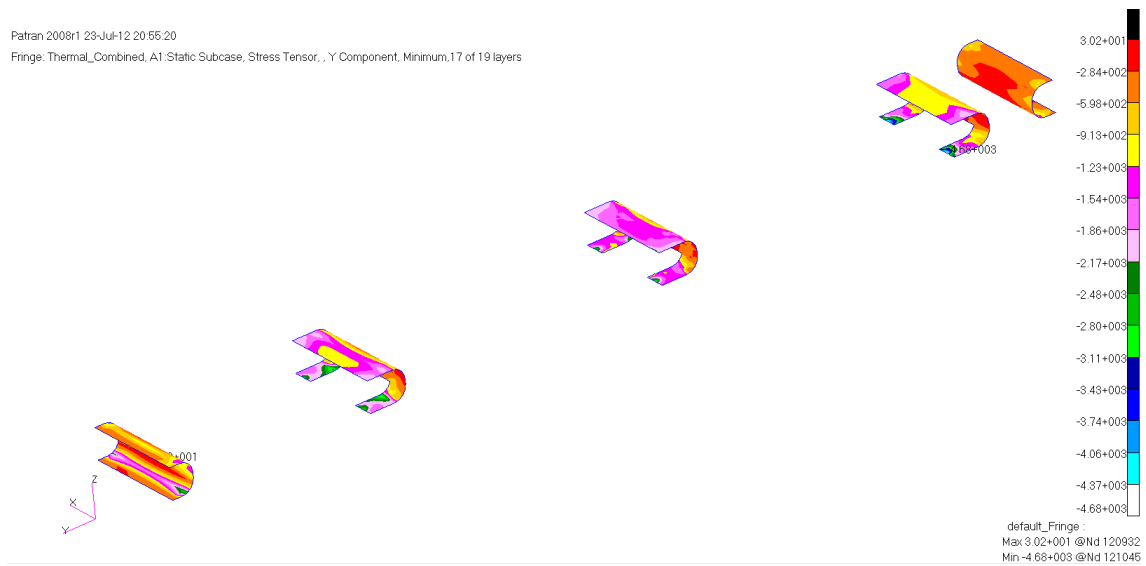 Patran 2008r1 23-Jul-12 20:55:20
Fringe: Thermal_Combined, A1:Static Subcase, Stress Tensor, , Y Component, Minimum,17 of 19 layers
3.02+001
-2.84+002
-5.98+002
-9.13+002
-1.23+003
-1.54+003
-1.86+003
-2.17+003
-2.48+003
-2.80+003
-3.11+003
-3.43+003
-3.74+003
-4.06+003
-4.37+003
-4.68+003
Z
X
Y
default_Fringe :
Max 3.02+001 @Nd 120932
Min -4.68+003 @Nd 121045